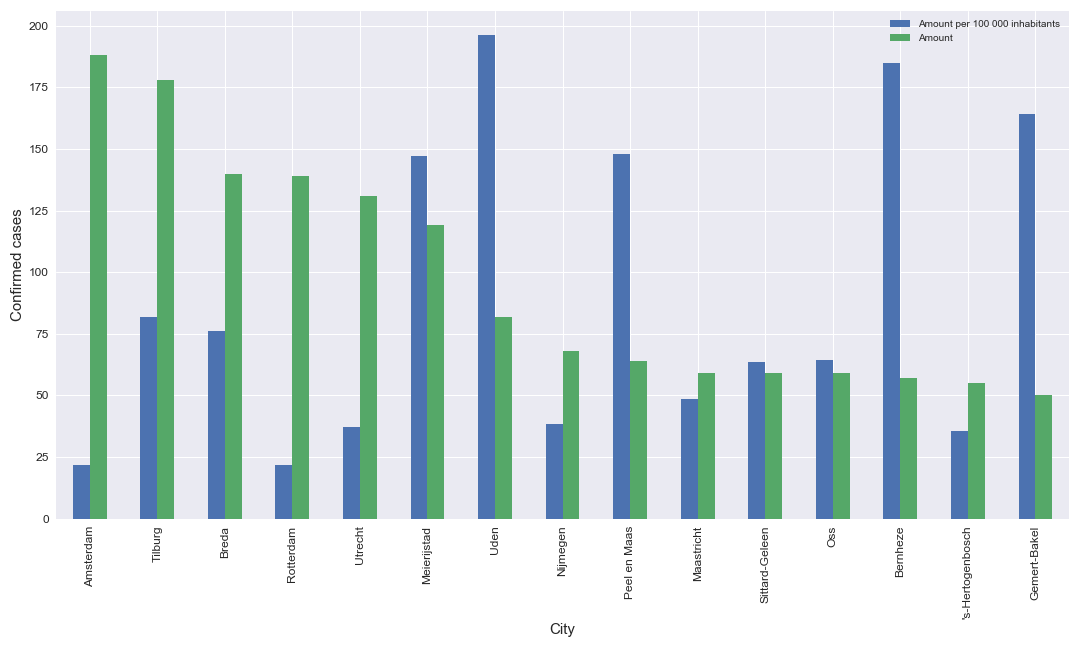 Amount per 100 000 inhabitants
Amount
Confirmed cases
200
175
150
125
100
75
50
25
0
Amsterdam
Tilburg
Breda
Rotterdam
Utrecht
Meierijstad
Uden
Nijmegen
Peel en Maas
Maastricht
Sittard-Geleen
Oss
Bernheze
's-Hertogenbosch
Gemert-Bakel
City